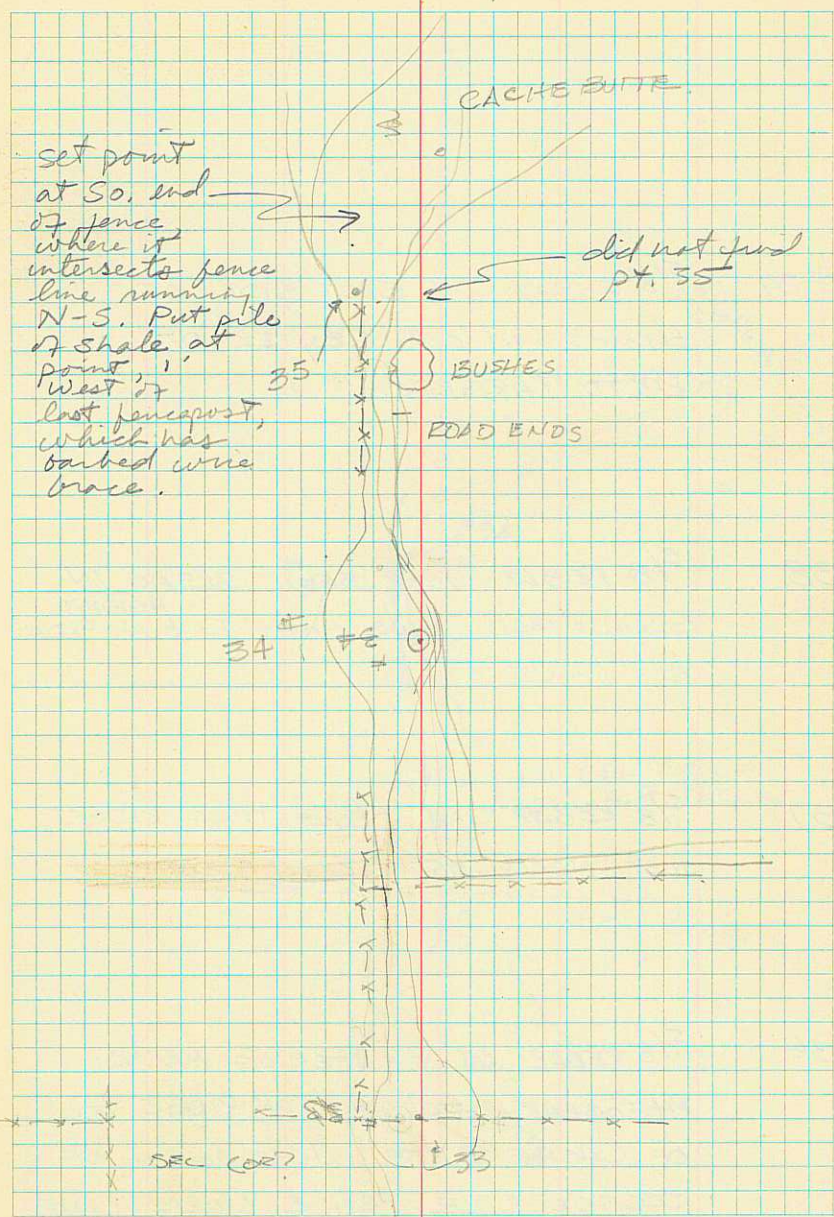 CACHE BUTTE
set point
at So. end
of fence,
where it
intersects fence
line running
N-S. Put pile
of shale at
point, 1'
west of
last fencepost,
which has
barbed wire
brace.
did not find
pt. 35
35
BUSHES
ROAD ENDS
34
34
SEC COR?
33